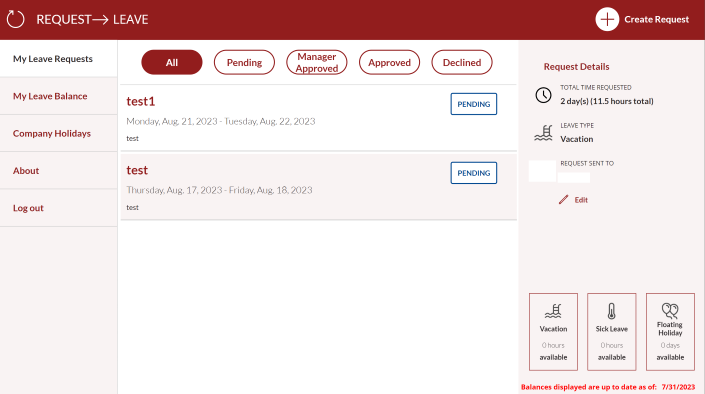 REQUEST→ LEAVE
Create Request
My Leave Requests
My Leave Balance
Company Holidays
About
Log out
All
Pending
Manager
Approved
Approved
Declined
test1
PENDING
Monday, Aug. 21, 2023 - Tuesday, Aug. 22, 2023
test
test
PENDING
Thursday, Aug. 17, 2023 - Friday, Aug. 18, 2023
test
Request Details
TOTAL TIME REQUESTED
2 day(s) (11.5 hours total)
LEAVE TYPE
Vacation
REQUEST SENT TO
Edit
Vacation
0 hours
available
Sick Leave
0 hours
available
Floating
Holiday
0 days
available
Balances displayed are up to date as of: 7/31/2023